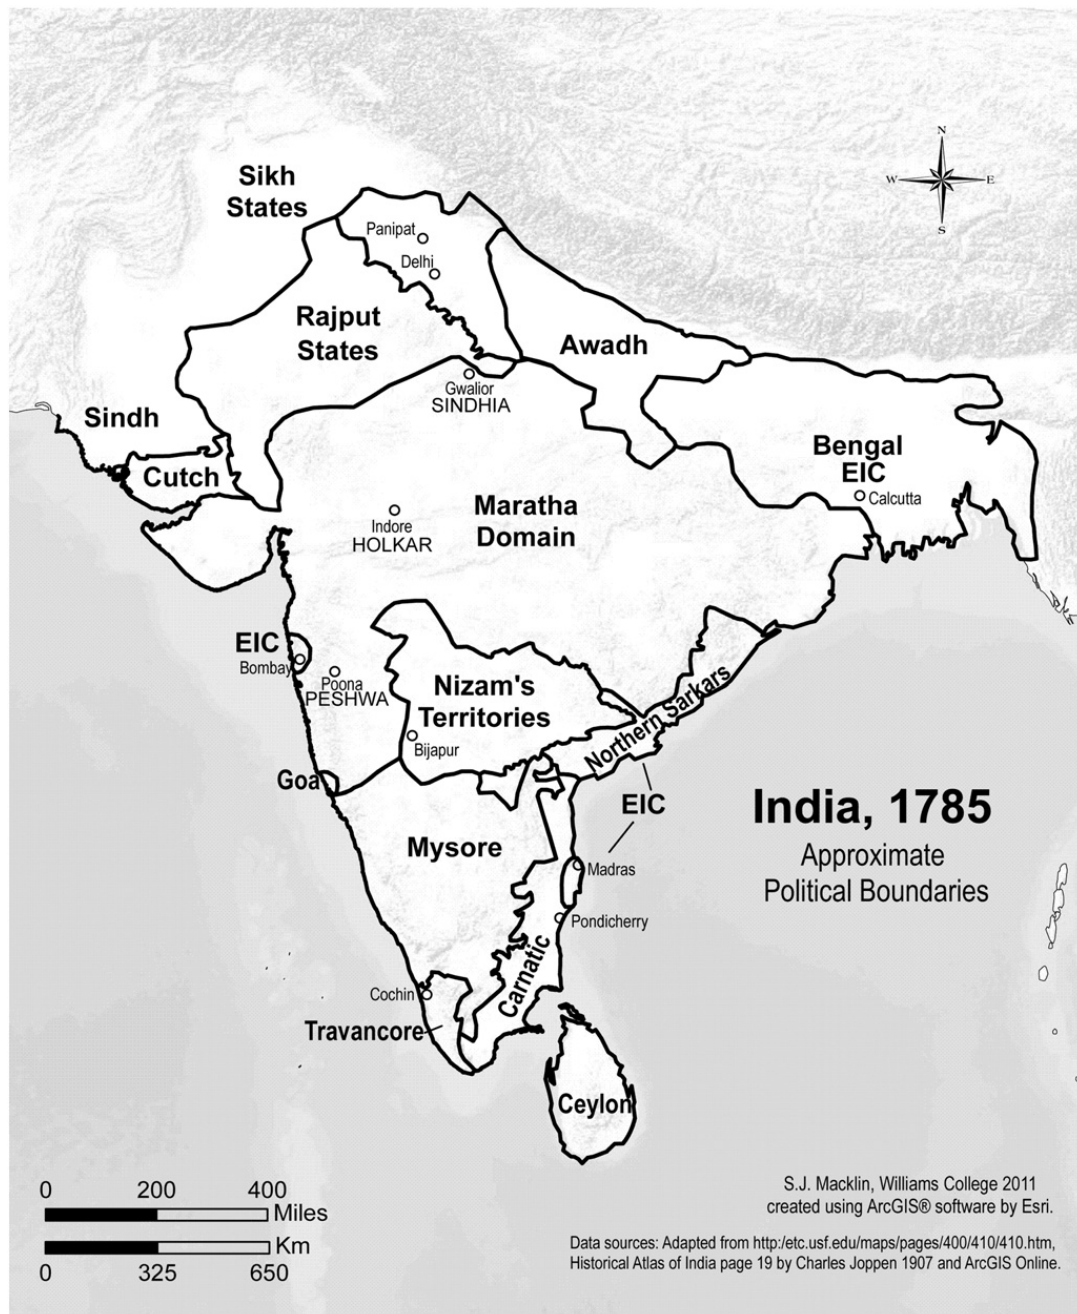 N
W
E
S
Sikh
States
Panipat
Delhi
Rajput
States
Awadh
Gwalior
SINDHIA
Sindh
Cutch
Bengal
EIC
Calcutta
Maratha
Domain
Indore
HOLKAR
EIC
Bombay
Poona
PESHWA
Nizam's
Territories
Bijapur
Northern Sarkars
Goa
EIC
India, 1785
Approximate
Political Boundaries
Mysore
Madras
Pondicherry
Carnatic
Cochin
Travancore
Ceylon
0 200 400
Miles
Km
0 325 650
S.J. Macklin, Williams College 2011
created using ArcGIS® software by Esri.
Data sources: Adapted from http:/etc.usf.edu/maps/pages/400/410/410.htm,
Historical Atlas of India page 19 by Charles Joppen 1907 and ArcGIS Online.